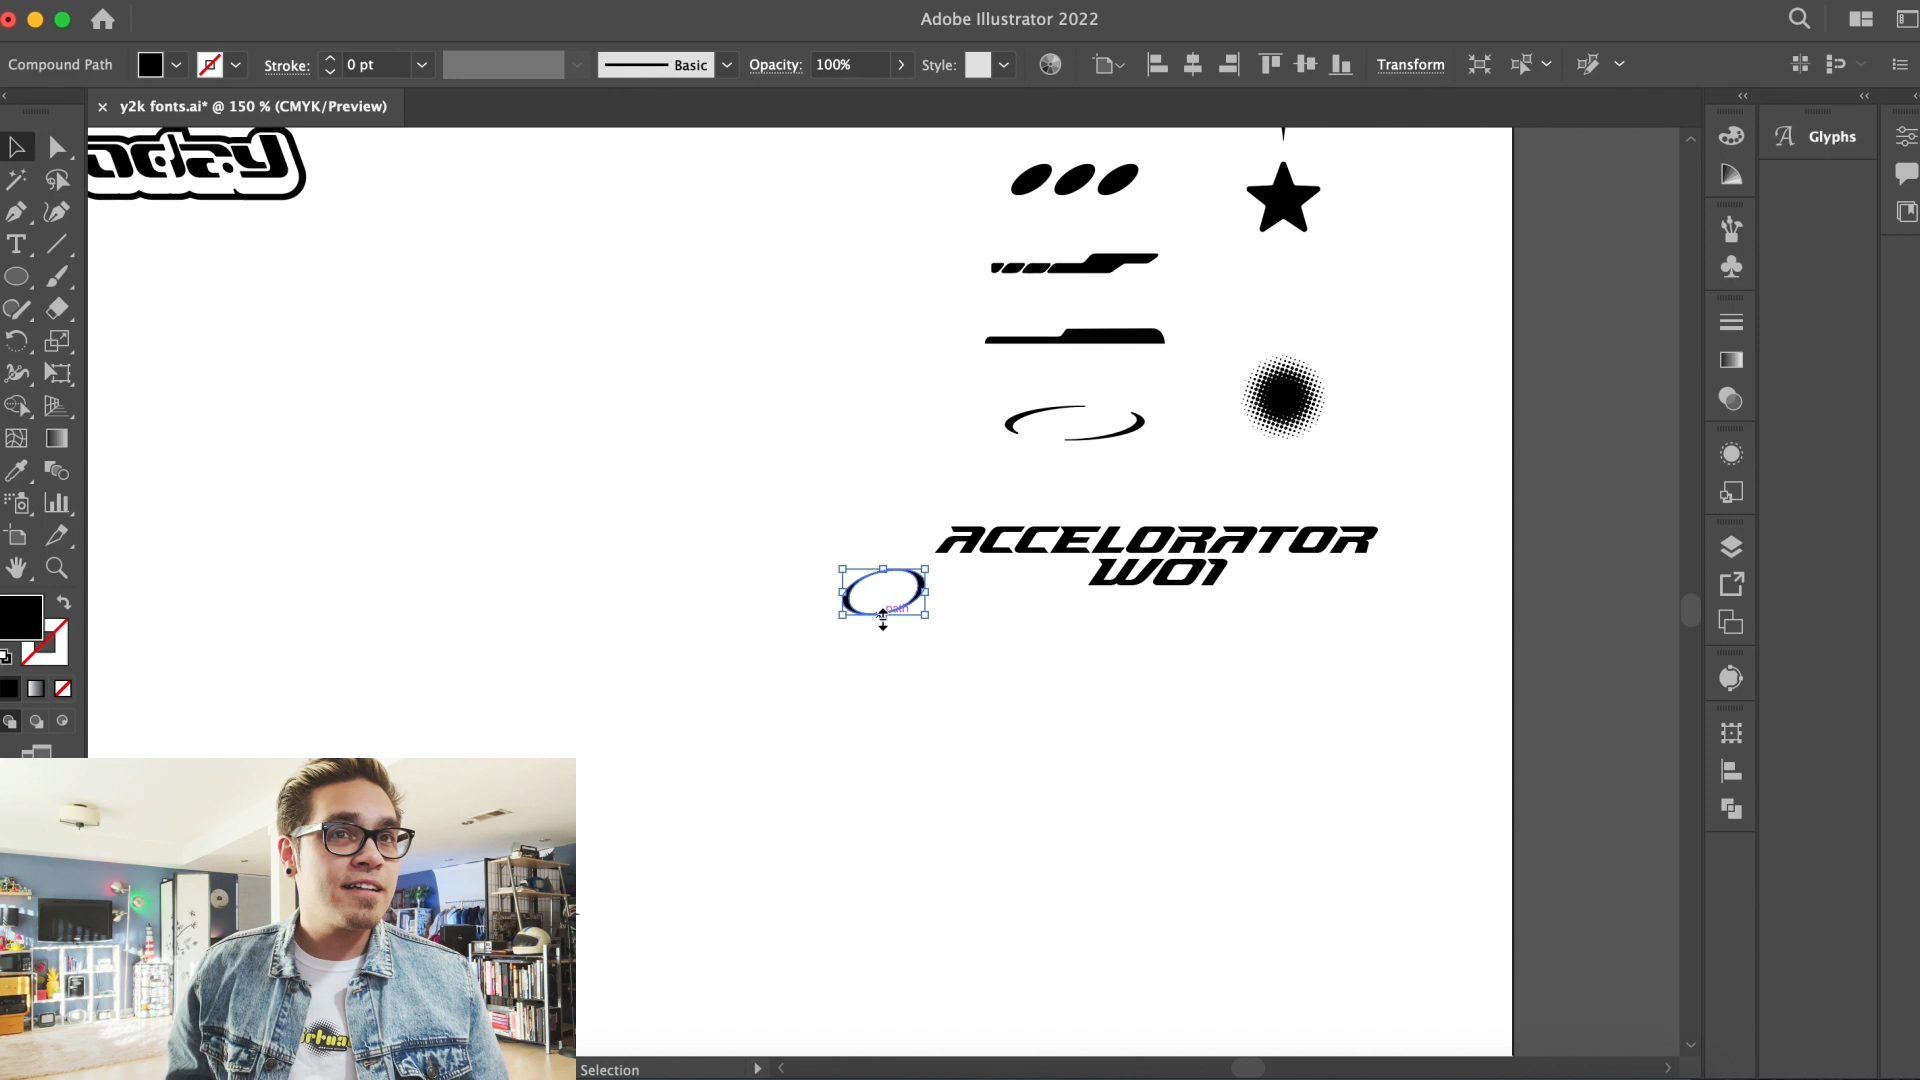 Adobe Illustrator 2022
Compound Path
Stroke:
0 pt
Basic
Opacity:
100%
Style:
Transform
× y2k fonts.ai* @ 150 % (CMYK/Preview)
Glyphs
oday
ACCELORATOR
W01
path
Selection